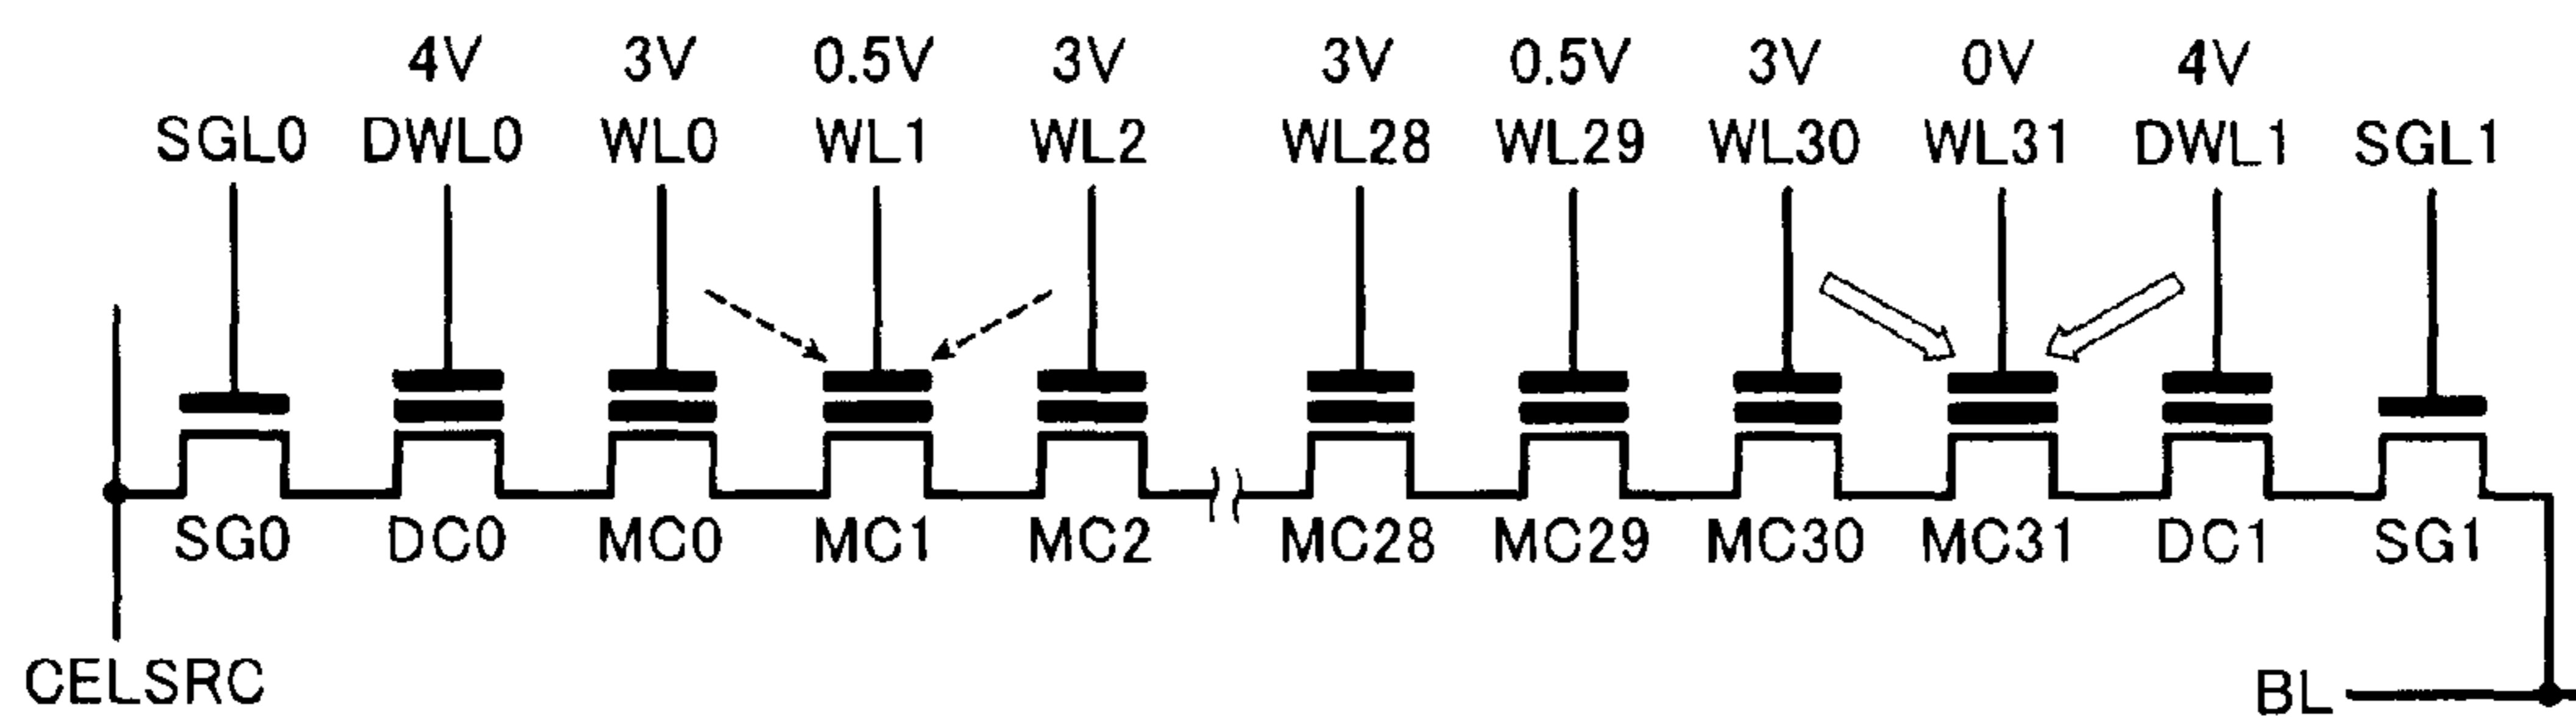 4V 3V 0.5V 3V 3V 0.5V 3V 0V 4V
SGL0 DWL0 WL0 WL1 WL2 WL28 WL29 WL30 WL31 DWL1 SGL1
SG0 DC0 MC0 MC1 MC2 MC28 MC29 MC30 MC31 DC1 SG1
CELSRC BL